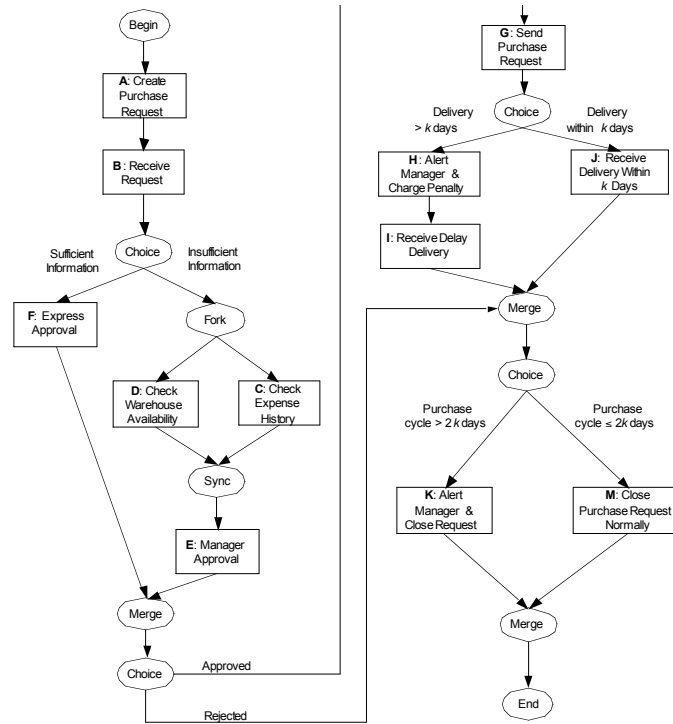 Begin
A: Create
Purchase
Request
B: Receive
Request
Choice
Sufficient
Information
Insufficient
Information
F: Express
Approval
Fork
D: Check
Warehouse
Availability
C: Check
Expense
History
Sync
E: Manager
Approval
Merge
Choice
Approved
Rejected
G: Send
Purchase
Request
Choice
Delivery
> k days
Delivery
within k days
H: Alert
Manager &
Charge Penalty
J: Receive
Delivery Within
k Days
I: Receive Delay
Delivery
Merge
Choice
Purchase
cycle > 2k days
Purchase
cycle ≤ 2k days
K: Alert
Manager &
Close Request
M: Close
Purchase Request
Normally
Merge
End